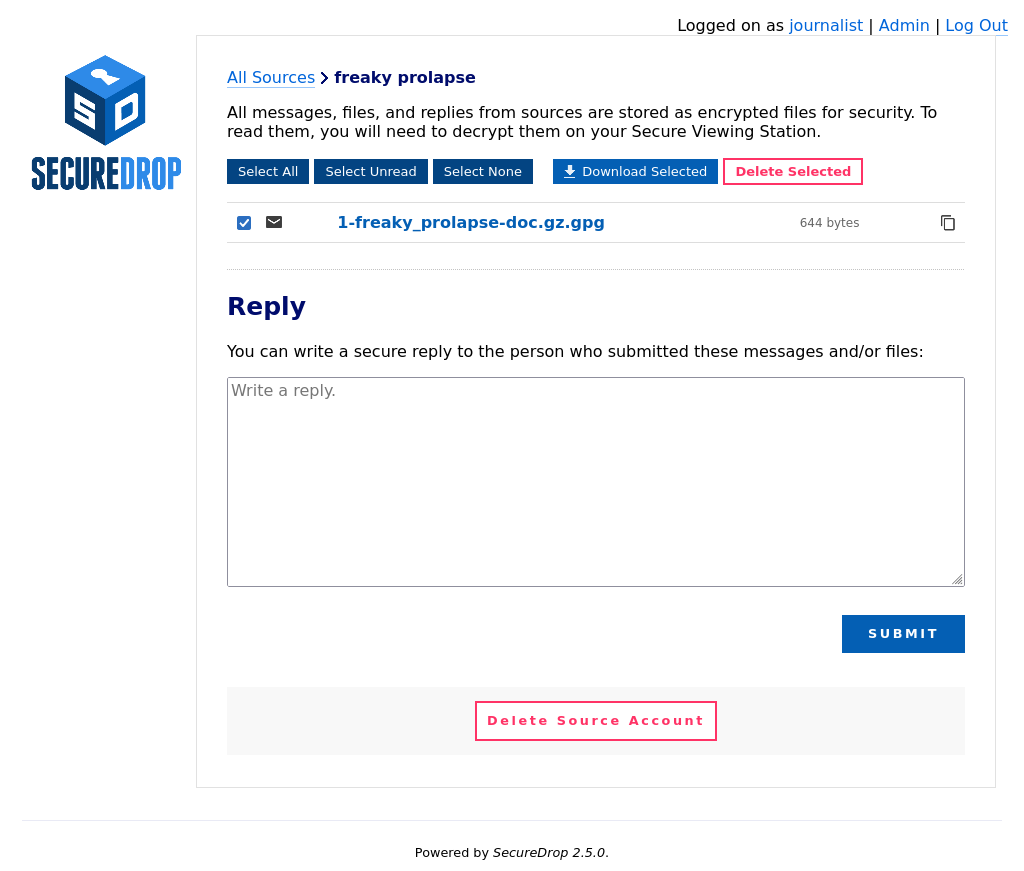 Logged on as journalist | Admin | Log Out
SD
SECUREDROP
All Sources > freaky prolapse
All messages, files, and replies from sources are stored as encrypted files for security. To
read them, you will need to decrypt them on your Secure Viewing Station.
Select All Select Unread Select None Download Selected Delete Selected
1-freaky_prolapse-doc.gz.gpg 644 bytes
Reply
You can write a secure reply to the person who submitted these messages and/or files:
Write a reply.
SUBMIT
Delete Source Account
Powered by SecureDrop 2.5.0.